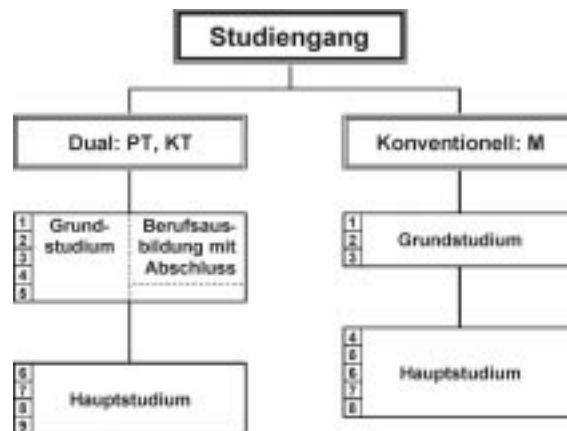 Studiengang
Dual: PT, KT
Konventionell: M
1
2
3
4
5
Grund-
studium
Berufsaus-
bildung mit
Abschluss
1
2
3
Grundstudium
6
7
8
9
Hauptstudium
4
5
6
7
8
Hauptstudium